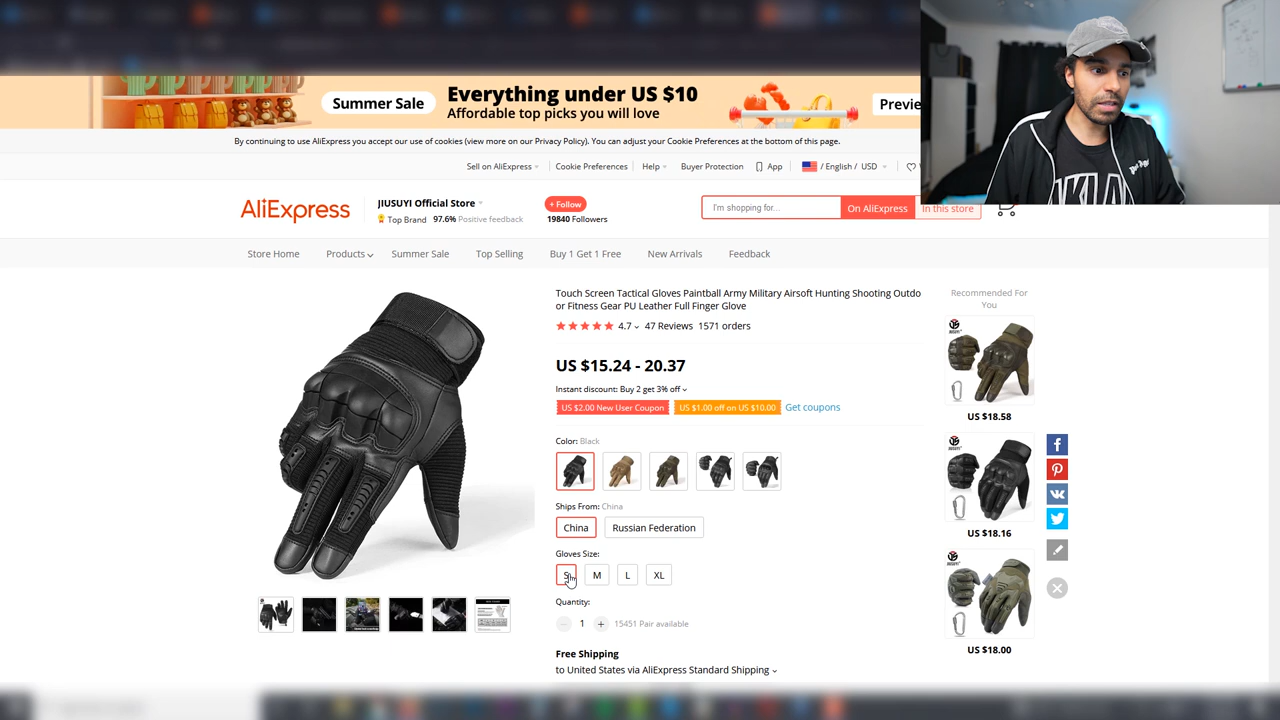 Summer Sale
Everything under US $10
Affordable top picks you will love
By continuing to use AliExpress you accept our use of cookies (view more on our Privacy Policy). You can adjust your Cookie Preferences at the bottom of this page.
Sell on AliExpress
Cookie Preferences
Help
Buyer Protection
App
/ English / USD
AliExpress
JIUSUYI Official Store
Top Brand 97.6% Positive feedback
+ Follow
19840 Followers
I'm shopping for...
On AliExpress
In this store
Store Home
Products
Summer Sale
Top Selling
Buy 1 Get 1 Free
New Arrivals
Feedback
Touch Screen Tactical Gloves Paintball Army Military Airsoft Hunting Shooting Outdo
or Fitness Gear PU Leather Full Finger Glove
4.7 47 Reviews 1571 orders
US $15.24 - 20.37
Instant discount: Buy 2 get 3% off
US $2.00 New User Coupon
US $1.00 off on US $10.00
Get coupons
Color: Black
Ships From: China
China
Russian Federation
Gloves Size:
S
M
L
XL
Quantity:
1
15451 Pair available
Free Shipping
to United States via AliExpress Standard Shipping
Recommended For
You
US $18.58
US $18.16
US $18.00